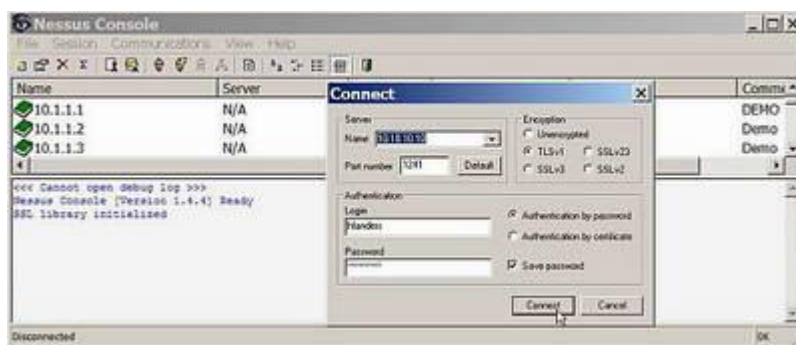 Nessus Console
File Session Communications View Help
Name Server Comme
10.1.1.1 N/A DEMO
10.1.1.2 N/A Demo
10.1.1.3 N/A Demo
<<< Cannot open debug log >>>
Nessus Console [Version 1.4.4] Ready
SSL library initialized
Connect
Server
Name
Port number 1241 Default
Encryption
Unencrypted
TLSv1 SSLv23
SSLv3 SSLv2
Authentication
Login
Password
Authentication by password
Authentication by certificate
Save password
Connect Cancel
Disconnected